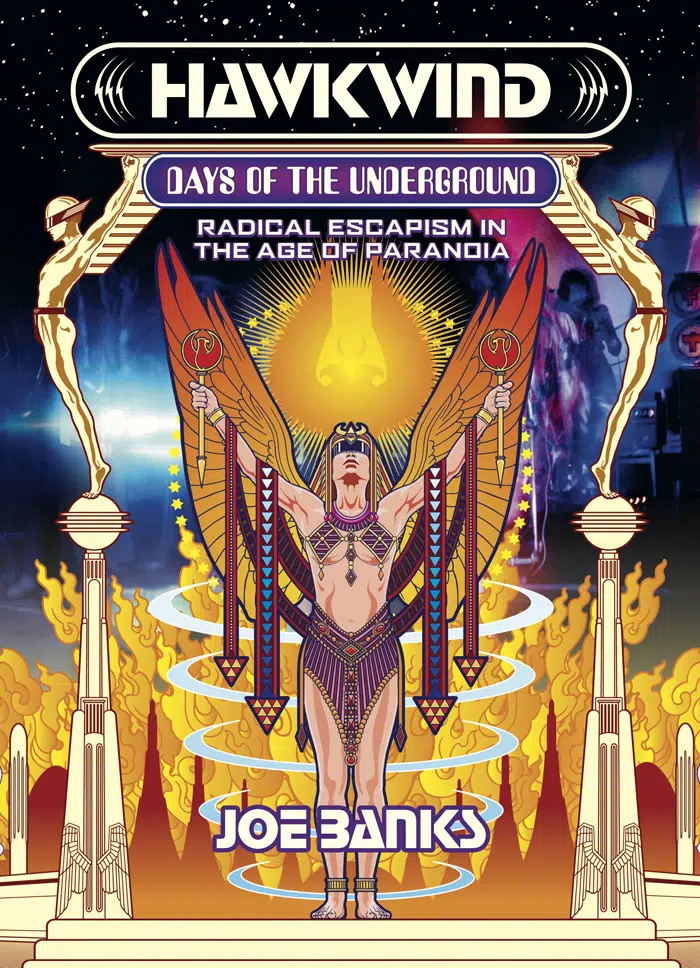 HAWKWIND
DAYS OF THE UNDERGROUND
RADICAL ESCAPISM IN
THE AGE OF PARANOIA
JOE BANKS